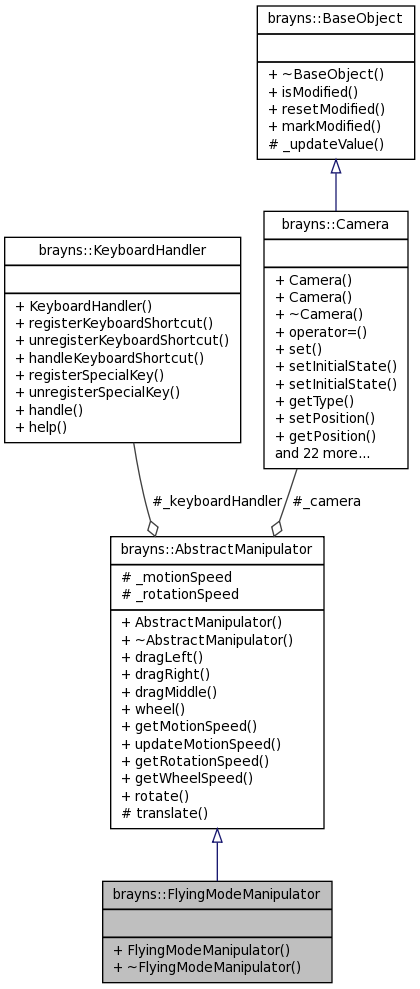 brayns::BaseObject
+ ~BaseObject()
+ isModified()
+ resetModified()
+ markModified()
# _updateValue()
brayns::KeyboardHandler
+ KeyboardHandler()
+ registerKeyboardShortcut()
+ unregisterKeyboardShortcut()
+ handleKeyboardShortcut()
+ registerSpecialKey()
+ unregisterSpecialKey()
+ handle()
+ help()
brayns::Camera
+ Camera()
+ Camera()
+ ~Camera()
+ operator=()
+ set()
+ setInitialState()
+ setInitialState()
+ getType()
+ setPosition()
+ getPosition()
and 22 more...
#_keyboardHandler
#_camera
brayns::AbstractManipulator
# _motionSpeed
# _rotationSpeed
+ AbstractManipulator()
+ ~AbstractManipulator()
+ dragLeft()
+ dragRight()
+ dragMiddle()
+ wheel()
+ getMotionSpeed()
+ updateMotionSpeed()
+ getRotationSpeed()
+ getWheelSpeed()
+ rotate()
# translate()
brayns::FlyingModeManipulator
+ FlyingModeManipulator()
+ ~FlyingModeManipulator()